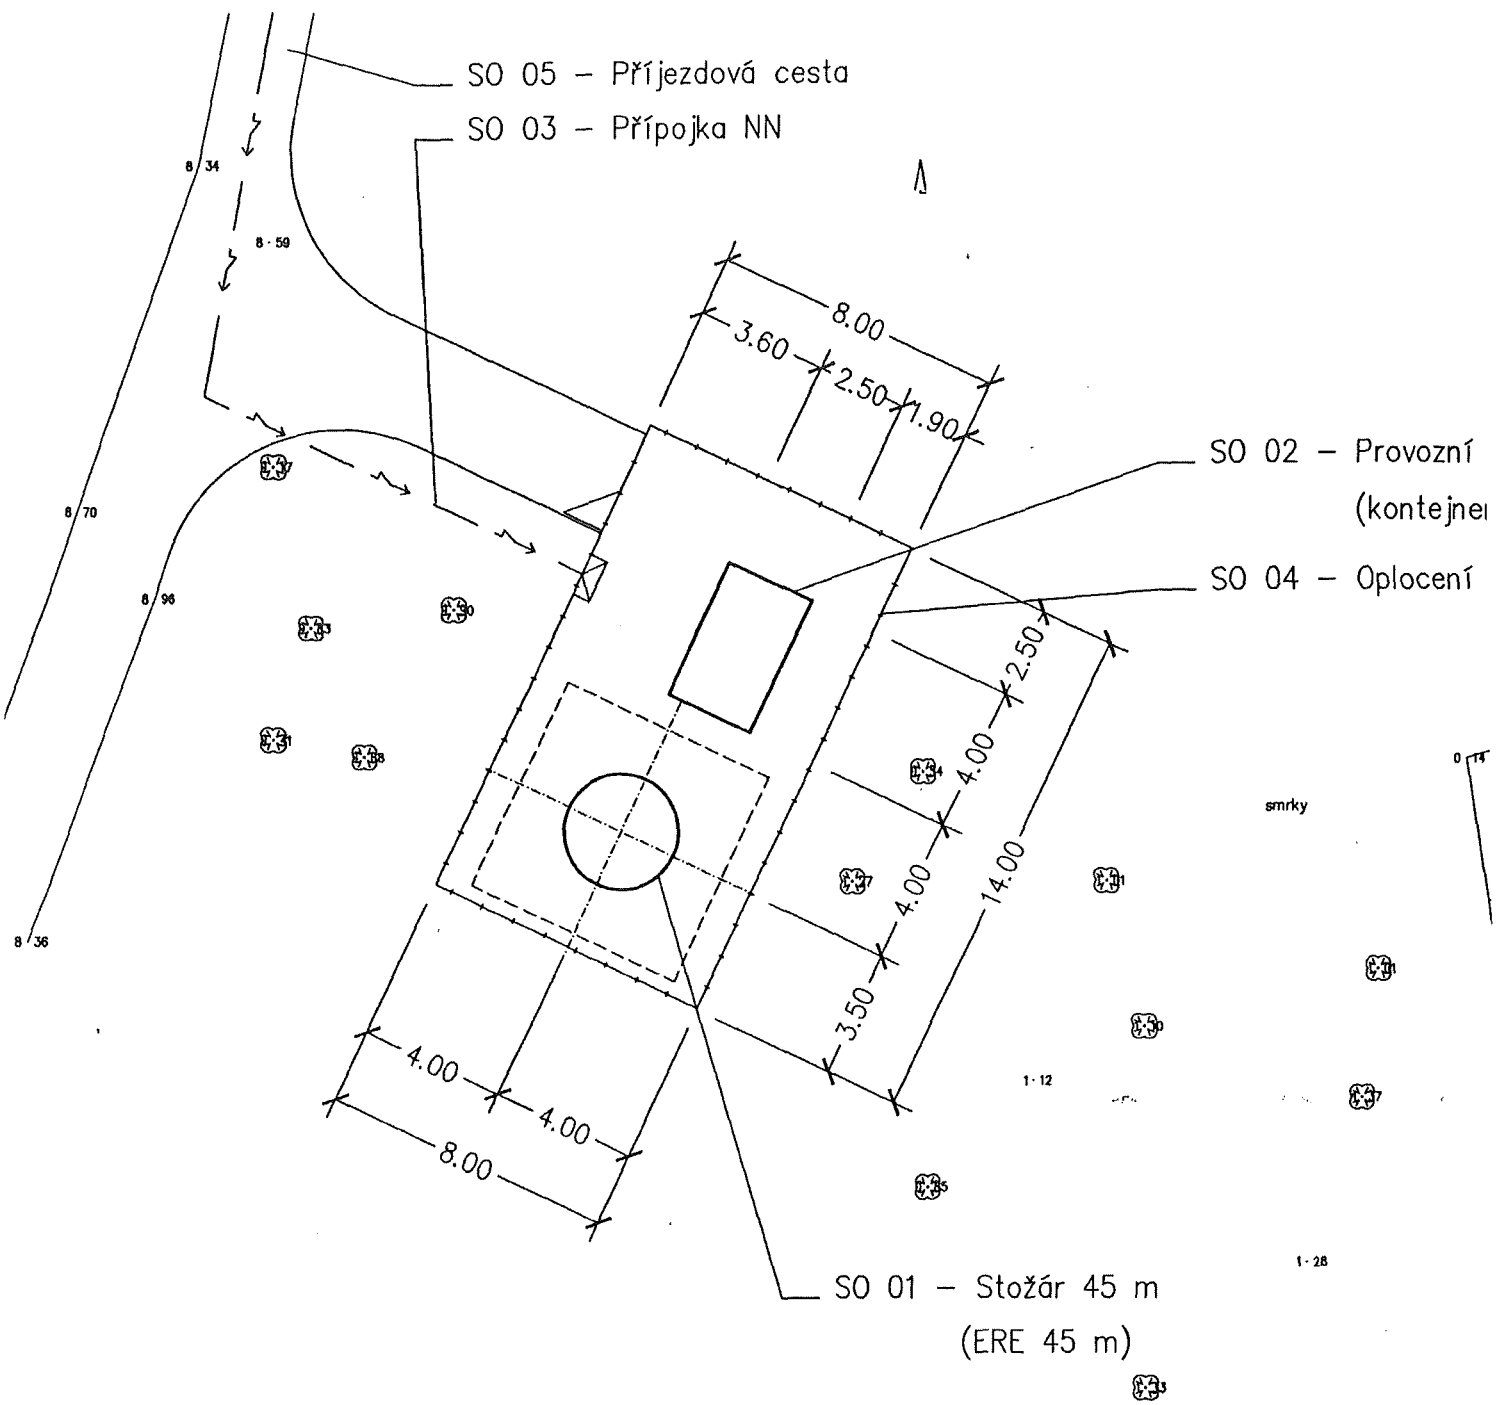 SO 05 - Příjezdová cesta
SO 03 - Přípojka NN
8 34
8·59
8.00
3.60
2.50
1.90
SO 02 - Provozní
(kontejner
SO 04 - Oplocení
8 70
8 96
2.50
4.00
4.00
14.00
3.50
smrky
0 14
8 36
4.00
4.00
8.00
1·12
1·28
SO 01 - Stožár 45 m
(ERE 45 m)